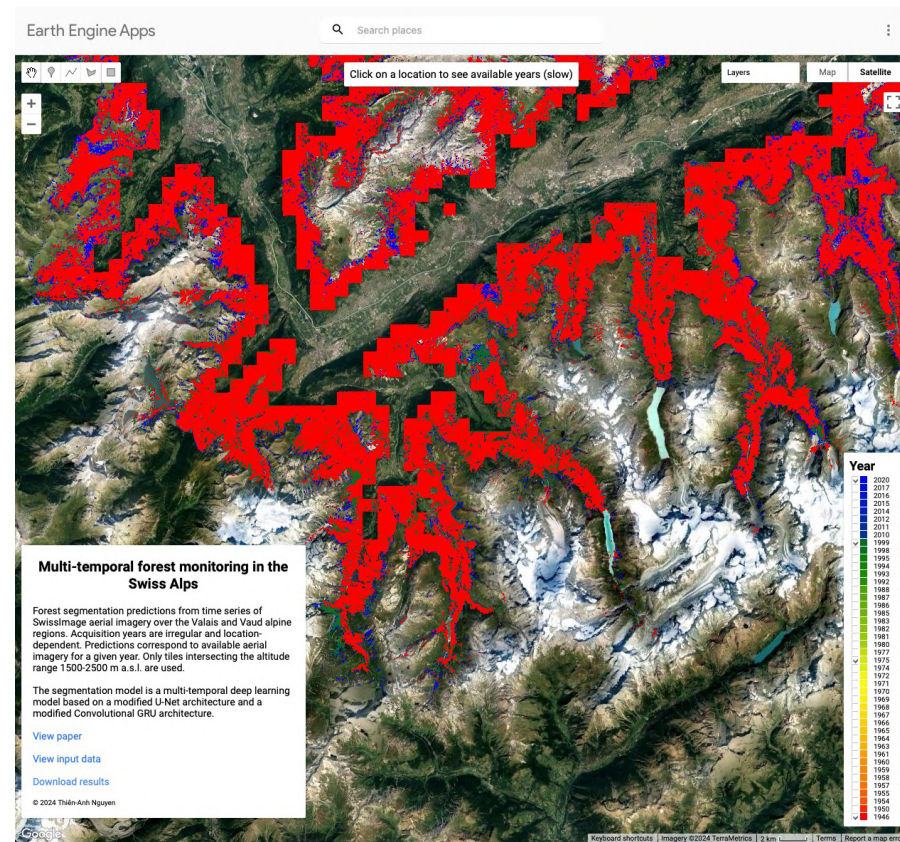 Earth Engine Apps
Search places
Click on a location to see available years (slow)
Layers
Map
Satellite
+
−
Multi-temporal forest monitoring in the
Swiss Alps
Forest segmentation predictions from time series of
SwissImage aerial imagery over the Valais and Vaud alpine
regions. Acquisition years are irregular and location-
dependent. Predictions correspond to available aerial
imagery for a given year. Only tiles intersecting the altitude
range 1500-2500 m a.s.l. are used.
The segmentation model is a multi-temporal deep learning
model based on a modified U-Net architecture and a
modified Convolutional GRU architecture.
View paper
View input data
Download results
© 2024 Thiên-Anh Nguyen
Year
2020
2017
2016
2015
2014
2012
2011
2010
1999
1998
1995
1994
1993
1992
1988
1987
1986
1985
1983
1982
1981
1980
1977
1975
1974
1972
1971
1970
1969
1968
1967
1966
1965
1964
1963
1961
1960
1959
1958
1957
1955
1954
1950
1946
Google
Keyboard shortcuts
Imagery ©2024 TerraMetrics
2 km
Terms
Report a map erro